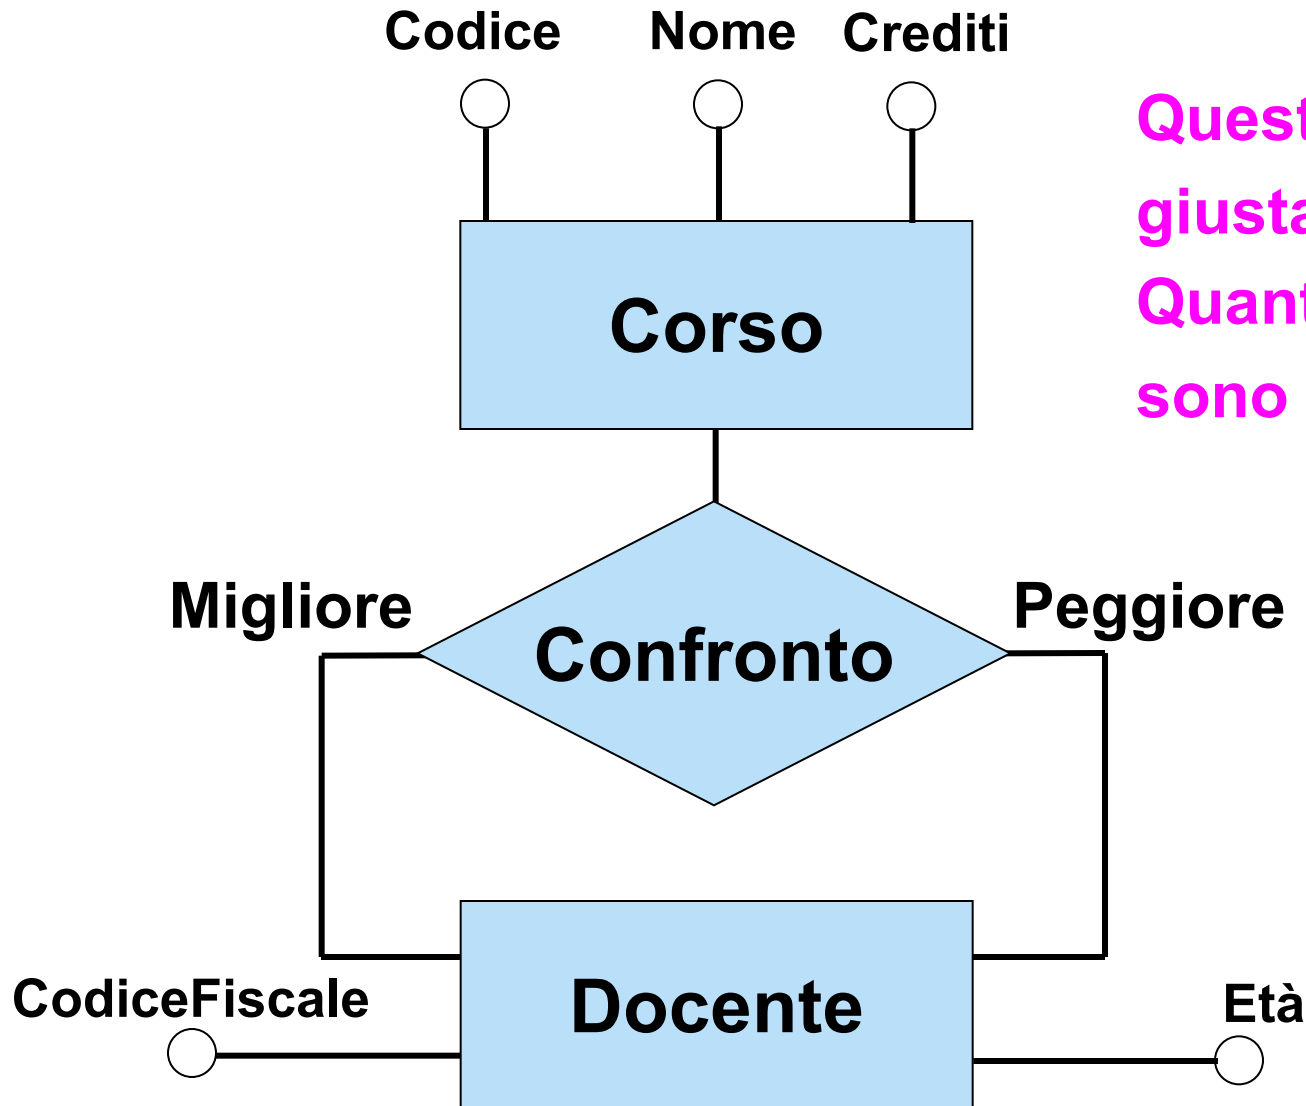 Codice Nome Crediti
Quest
giusta
Quant
sono
Corso
Migliore
Peggiore
Confronto
CodiceFiscale
Docente
Età